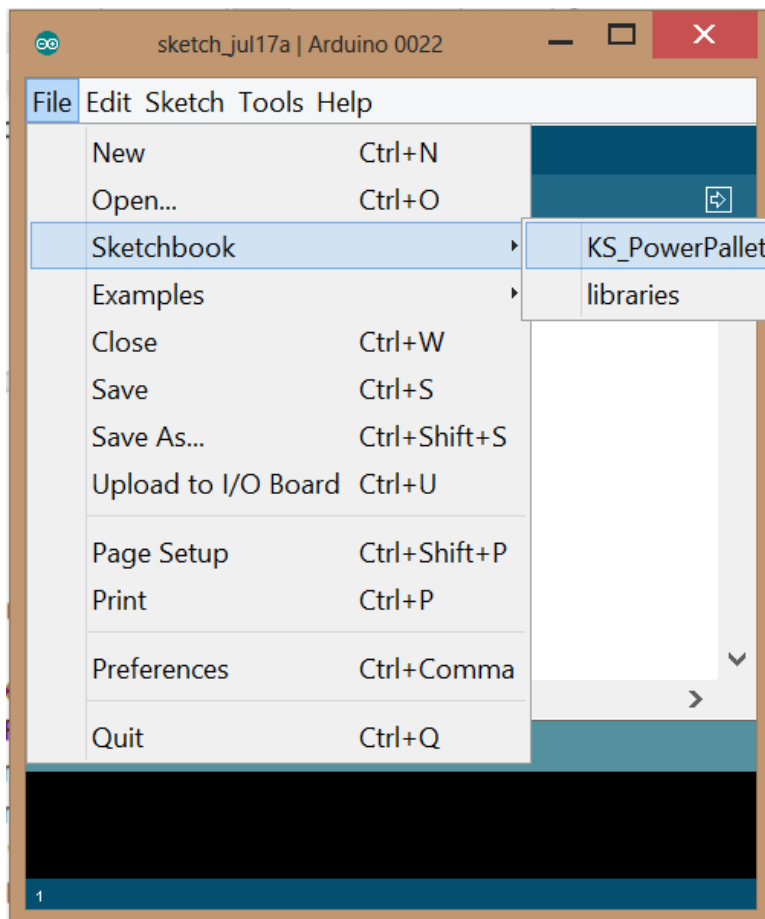 sketch_jul17a | Arduino 0022
File Edit Sketch Tools Help
New Ctrl+N
Open... Ctrl+O
Sketchbook KS_PowerPallet
Examples libraries
Close Ctrl+W
Save Ctrl+S
Save As... Ctrl+Shift+S
Upload to I/O Board Ctrl+U
Page Setup Ctrl+Shift+P
Print Ctrl+P
Preferences Ctrl+Comma
Quit Ctrl+Q
1